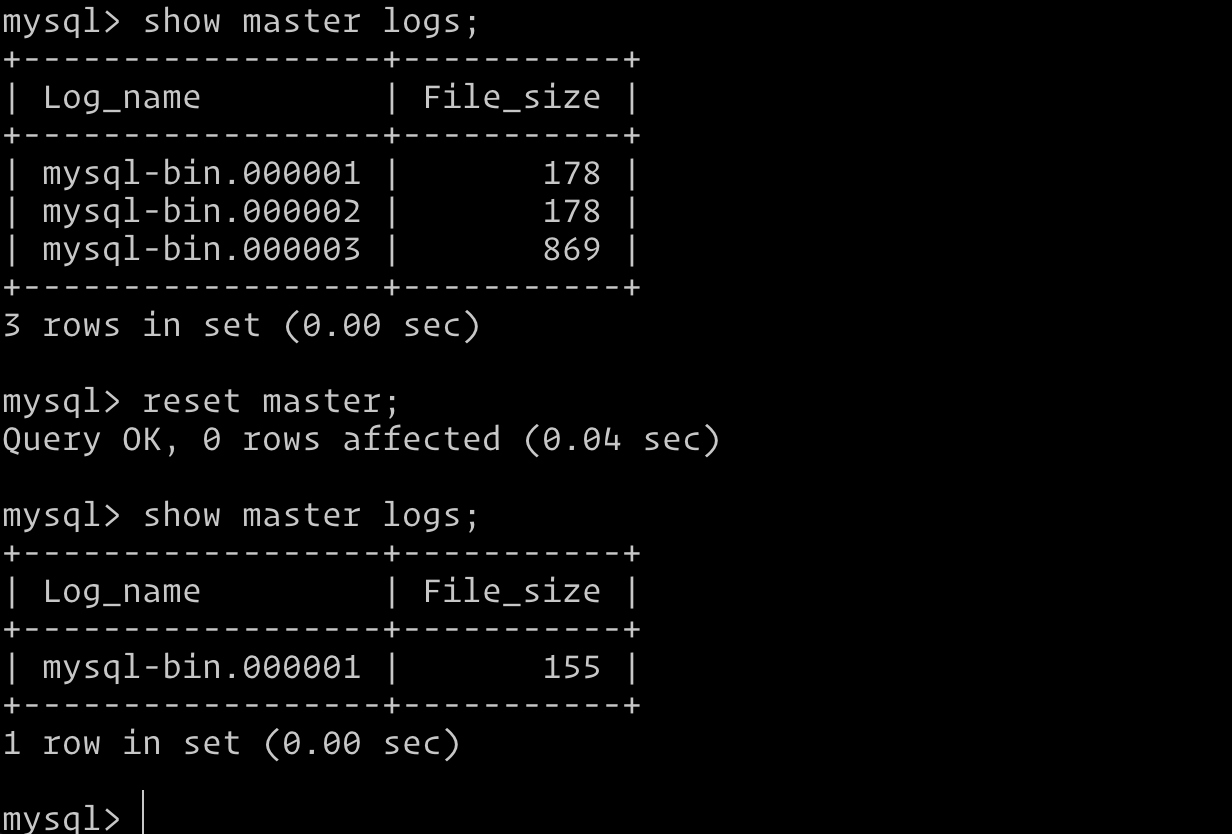 mysql> show master logs;
+------------------+-----------+
| Log_name         | File_size |
+------------------+-----------+
| mysql-bin.000001 |       178 |
| mysql-bin.000002 |       178 |
| mysql-bin.000003 |       869 |
+------------------+-----------+
3 rows in set (0.00 sec)

mysql> reset master;
Query OK, 0 rows affected (0.04 sec)

mysql> show master logs;
+------------------+-----------+
| Log_name         | File_size |
+------------------+-----------+
| mysql-bin.000001 |       155 |
+------------------+-----------+
1 row in set (0.00 sec)

mysql>